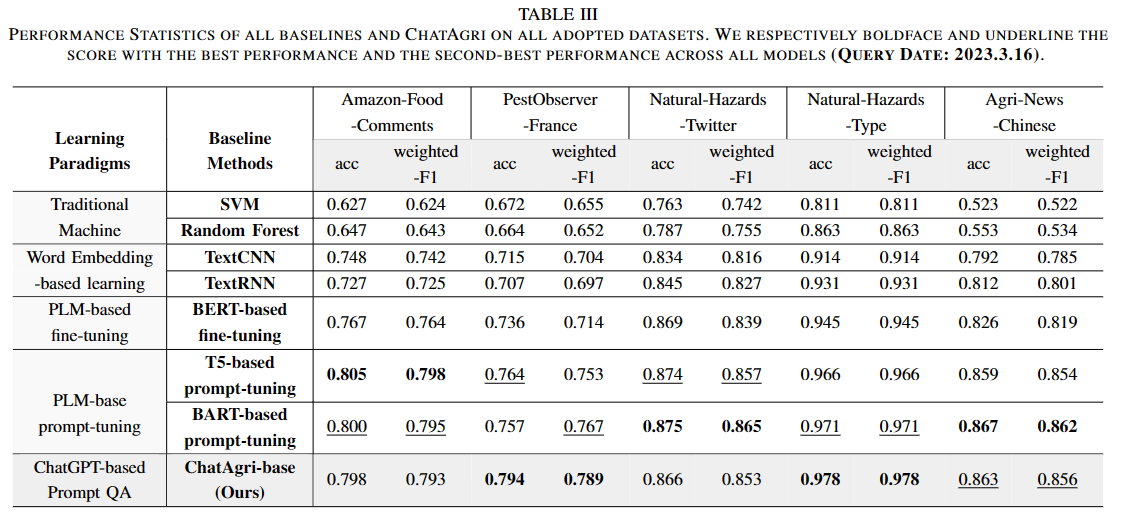 TABLE III
PERFORMANCE STATISTICS OF ALL BASELINES AND CHATAGRI ON ALL ADOPTED DATASETS. WE RESPECTIVELY BOLDFACE AND UNDERLINE THE
SCORE WITH THE BEST PERFORMANCE AND THE SECOND-BEST PERFORMANCE ACROSS ALL MODELS (QUERY DATE: 2023.3.16).
Learning Paradigms Baseline Methods Amazon-Food -Comments PestObserver -France Natural-Hazards -Twitter Natural-Hazards -Type Agri-News -Chinese
acc weighted -F1 acc weighted -F1 acc weighted -F1 acc weighted -F1 acc weighted -F1
Traditional Machine SVM 0.627 0.624 0.672 0.655 0.763 0.742 0.811 0.811 0.523 0.522
Random Forest 0.647 0.643 0.664 0.652 0.787 0.755 0.863 0.863 0.553 0.534
Word Embedding -based learning TextCNN 0.748 0.742 0.715 0.704 0.834 0.816 0.914 0.914 0.792 0.785
TextRNN 0.727 0.725 0.707 0.697 0.845 0.827 0.931 0.931 0.812 0.801
PLM-based fine-tuning BERT-based fine-tuning 0.767 0.764 0.736 0.714 0.869 0.839 0.945 0.945 0.826 0.819
PLM-base prompt-tuning T5-based prompt-tuning 0.805 0.798 0.764 0.753 0.874 0.857 0.966 0.966 0.859 0.854
BART-based prompt-tuning 0.800 0.795 0.757 0.767 0.875 0.865 0.971 0.971 0.867 0.862
ChatGPT-based Prompt QA ChatAgri-base (Ours) 0.798 0.793 0.794 0.789 0.866 0.853 0.978 0.978 0.863 0.856